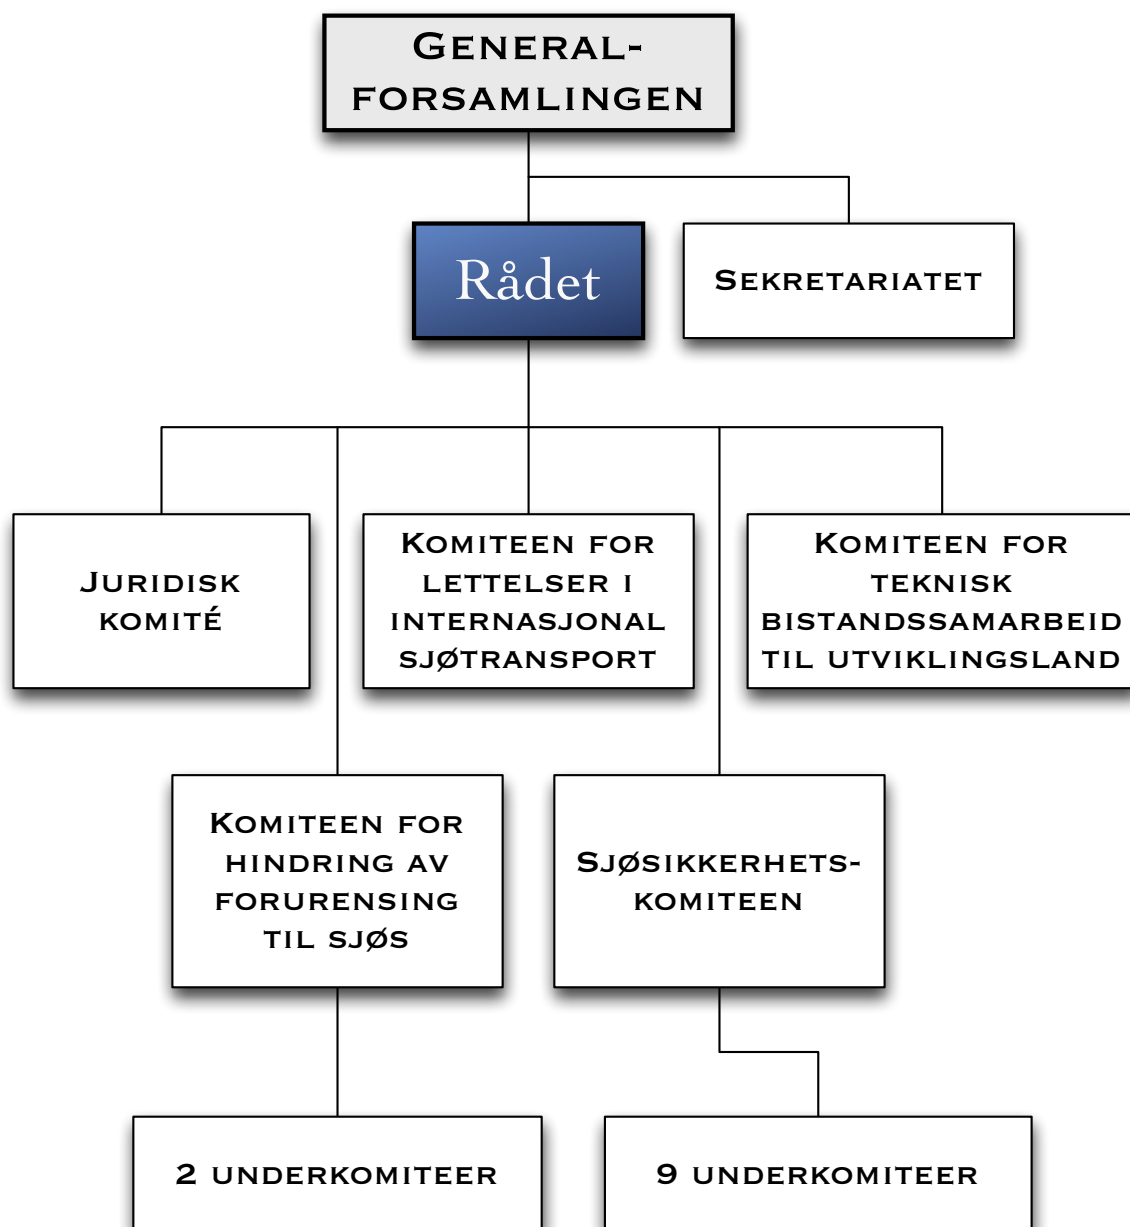 General-
forsamlingen
Rådet
Sekretariatet
Juridisk
komité
Komiteen for
lettelser i
internasjonal
sjøtransport
Komiteen for
teknisk
bistandssamarbeid
til utviklingsland
Komiteen for
hindring av
forurensing
til sjøs
Sjøsikkerhets-
komiteen
2 underkomiteer
9 underkomiteer